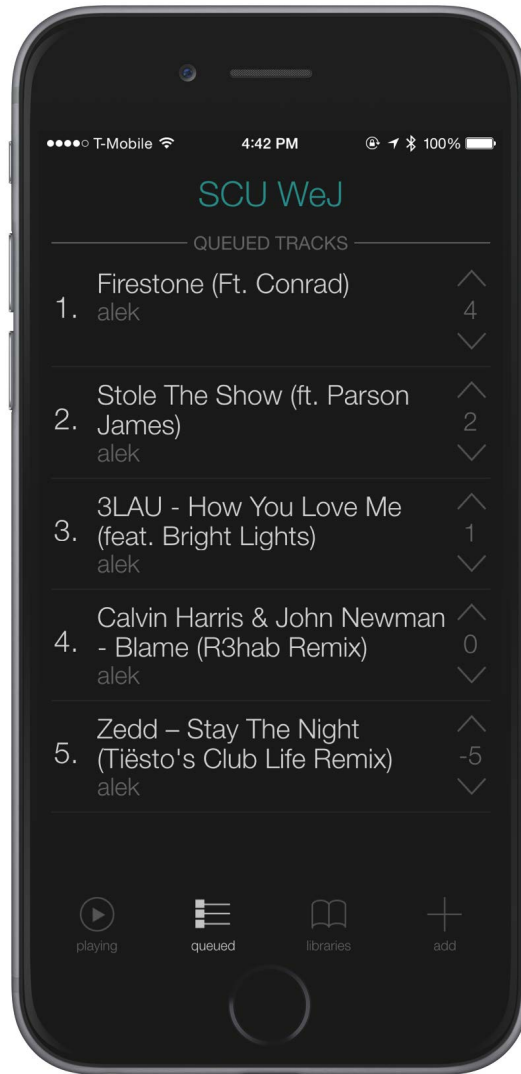 T-Mobile 4:42 PM 100%
SCU WeJ
QUEUED TRACKS
1. Firestone (Ft. Conrad)
alek
4
2. Stole The Show (ft. Parson
James)
alek
2
3. 3LAU - How You Love Me
(feat. Bright Lights)
alek
1
4. Calvin Harris & John Newman
- Blame (R3hab Remix)
alek
0
5. Zedd – Stay The Night
(Tiësto's Club Life Remix)
alek
-5
playing queued libraries add